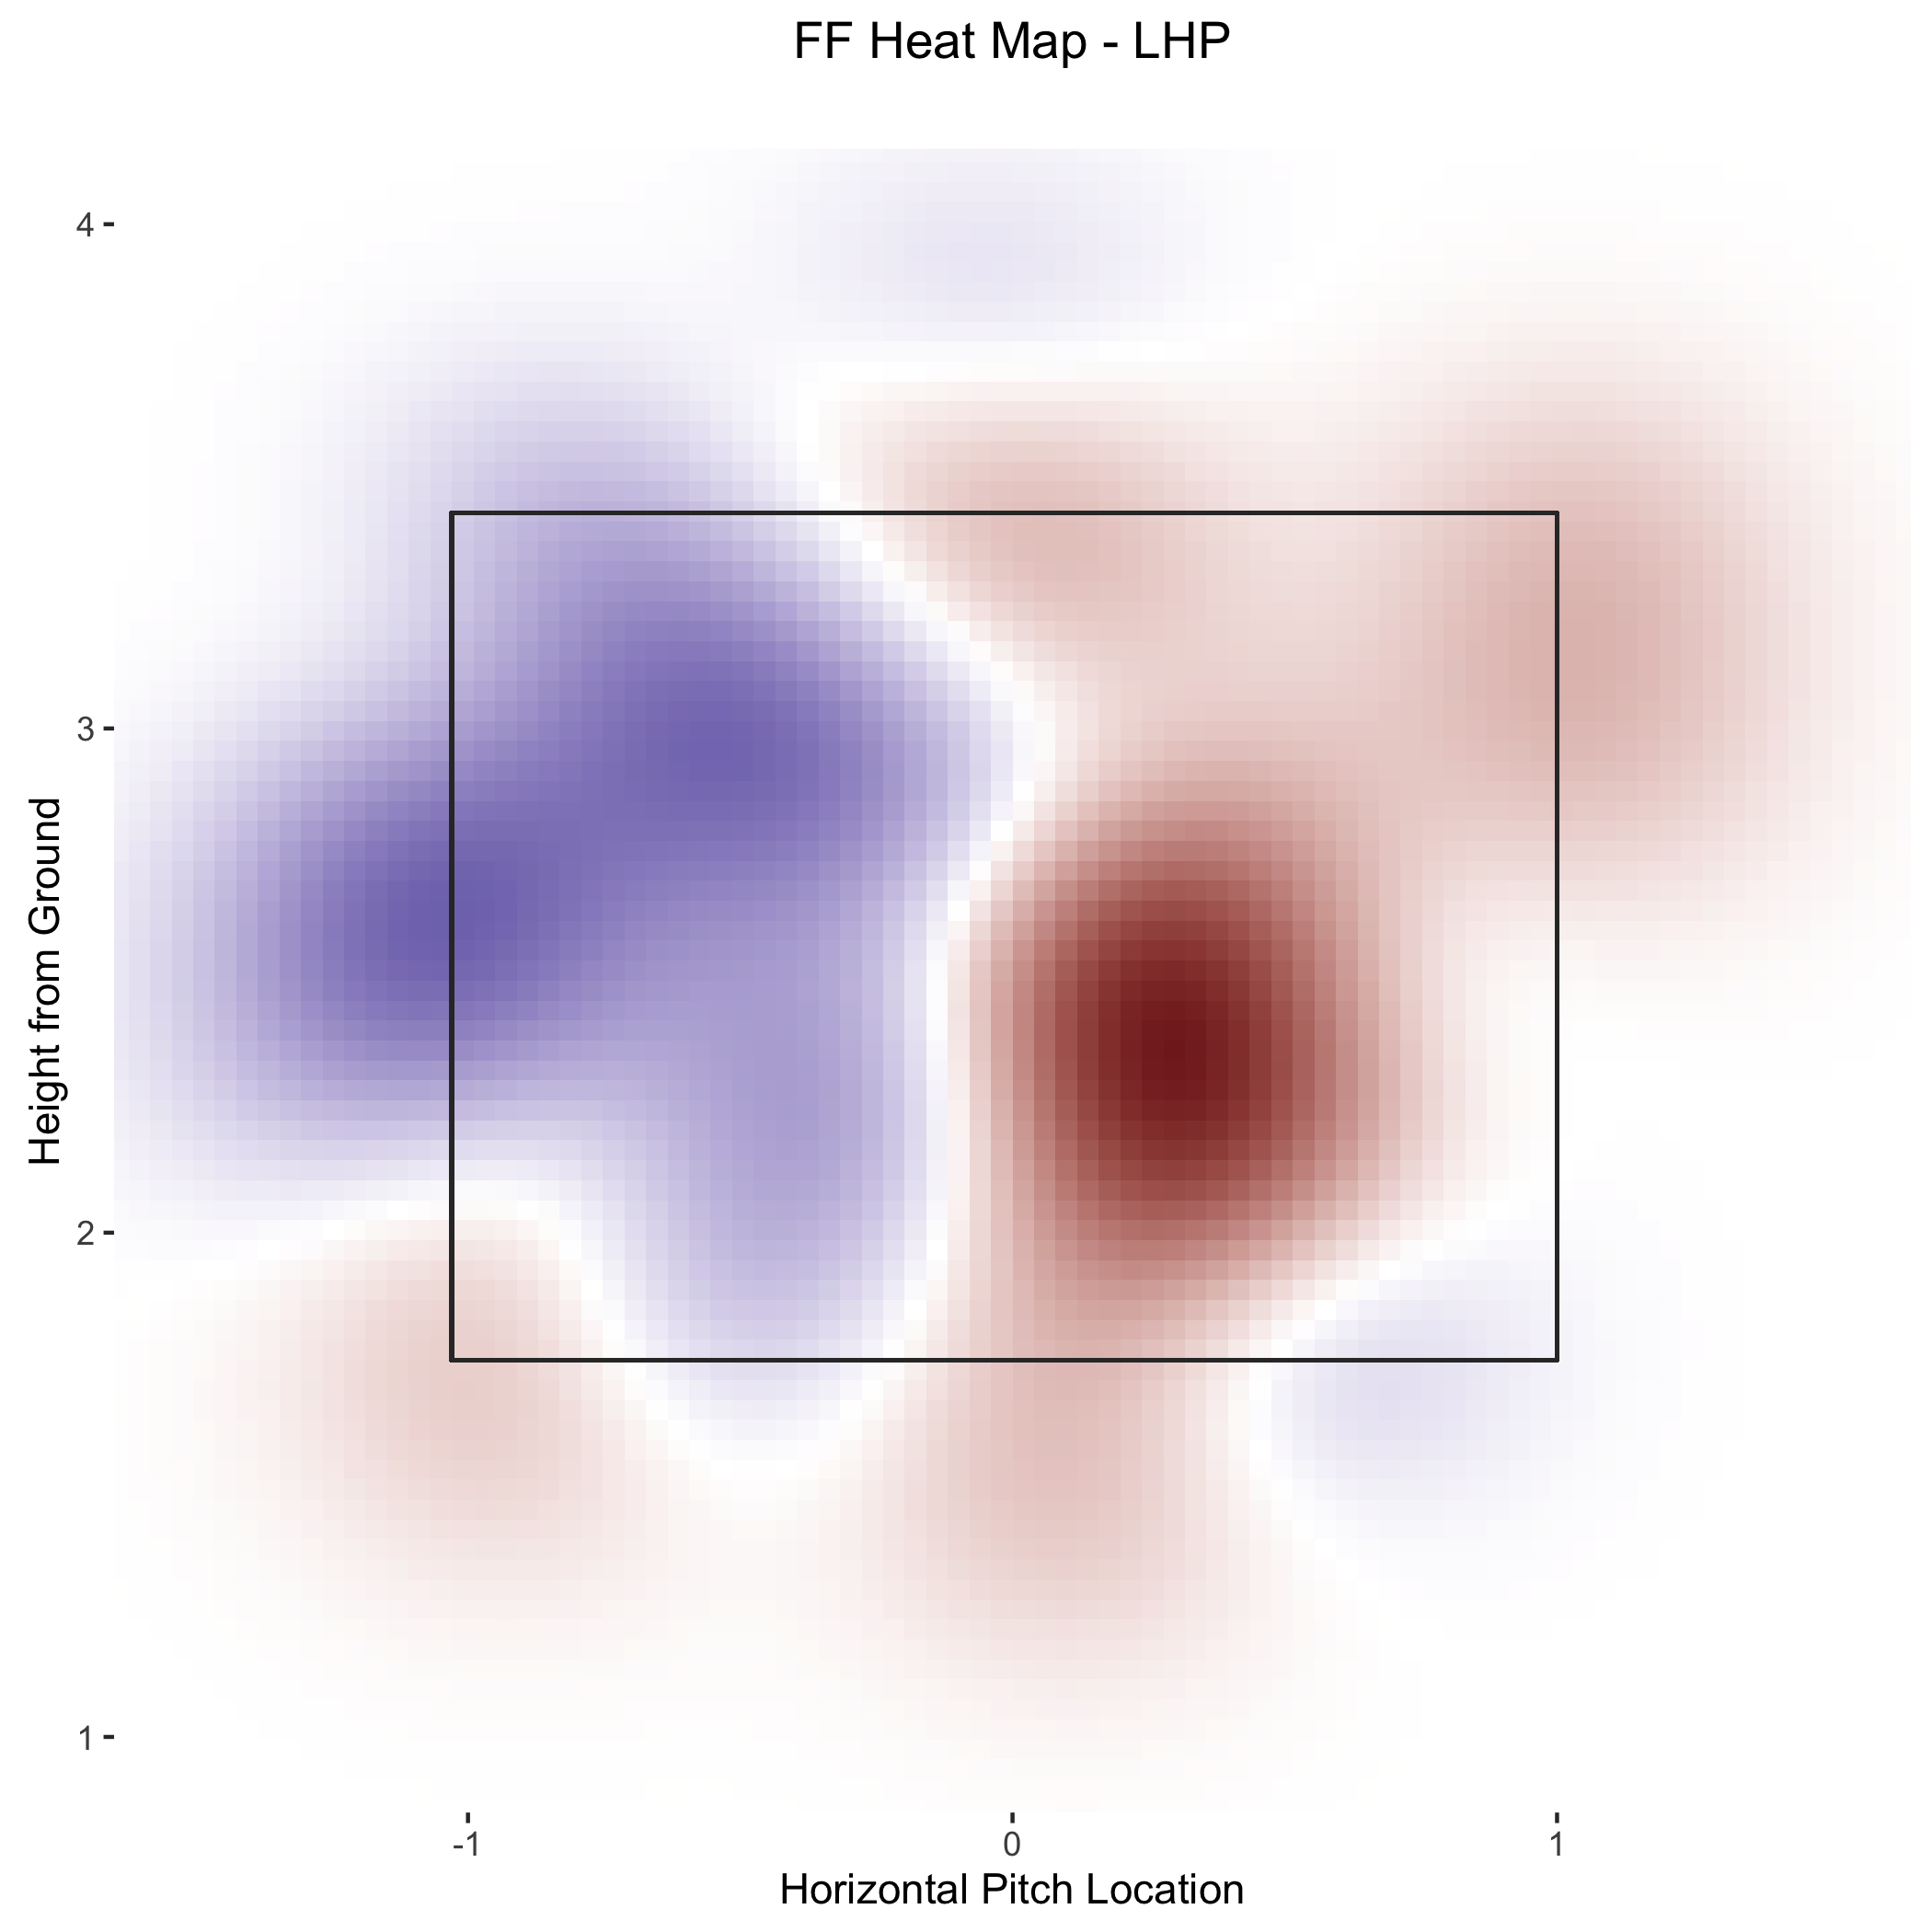 FF Heat Map - LHP
4
3
2
1
Height from Ground
-1 0 1
Horizontal Pitch Location